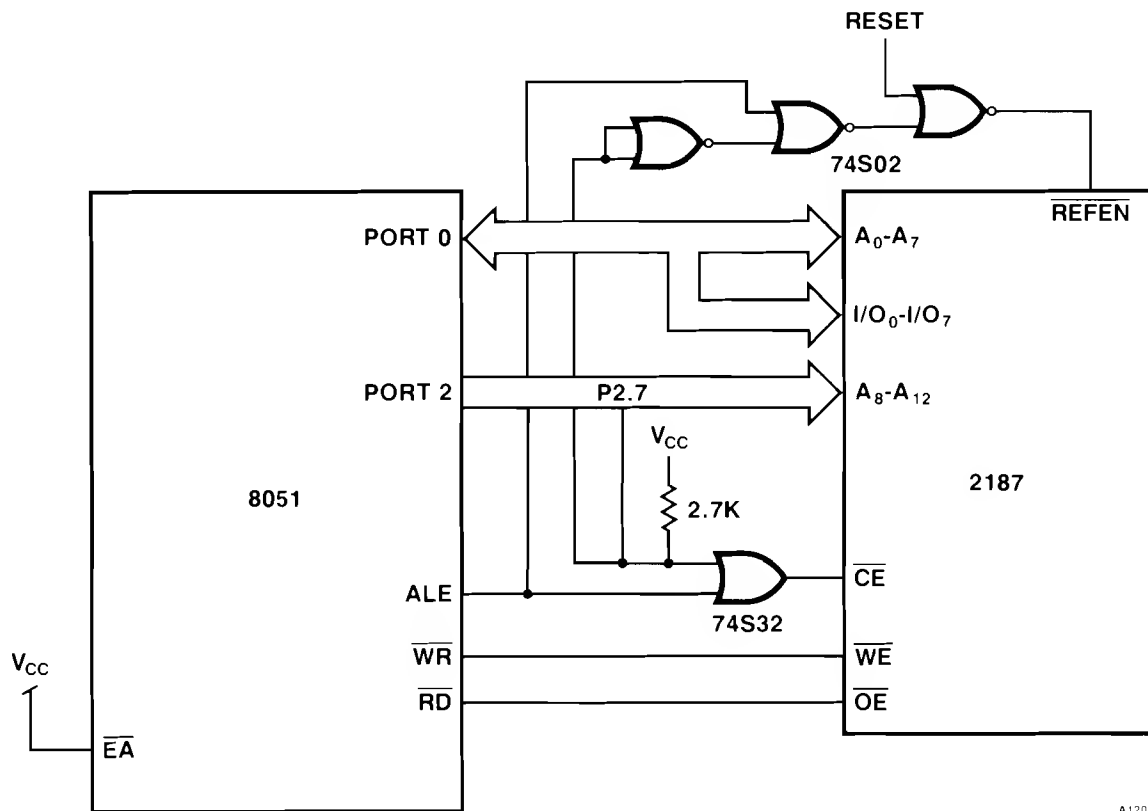 RESET
74S02
REFEN
PORT 0
A0-A7
I/O0-I/O7
PORT 2
P2.7
A8-A12
VCC
8051
2187
2.7K
CE
ALE
74S32
VCC
WR
WE
RD
OE
EA